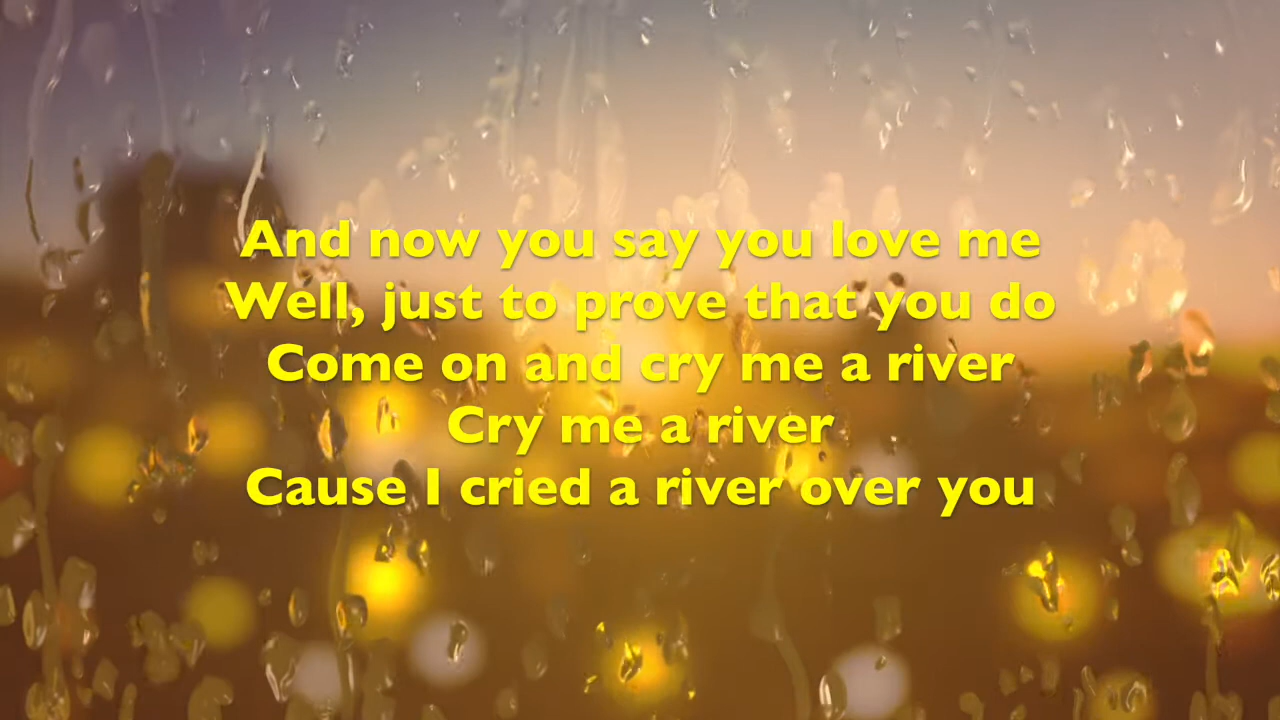 And now you say you love me
Well, just to prove that you do
Come on and cry me a river
Cry me a river
Cause I cried a river over you